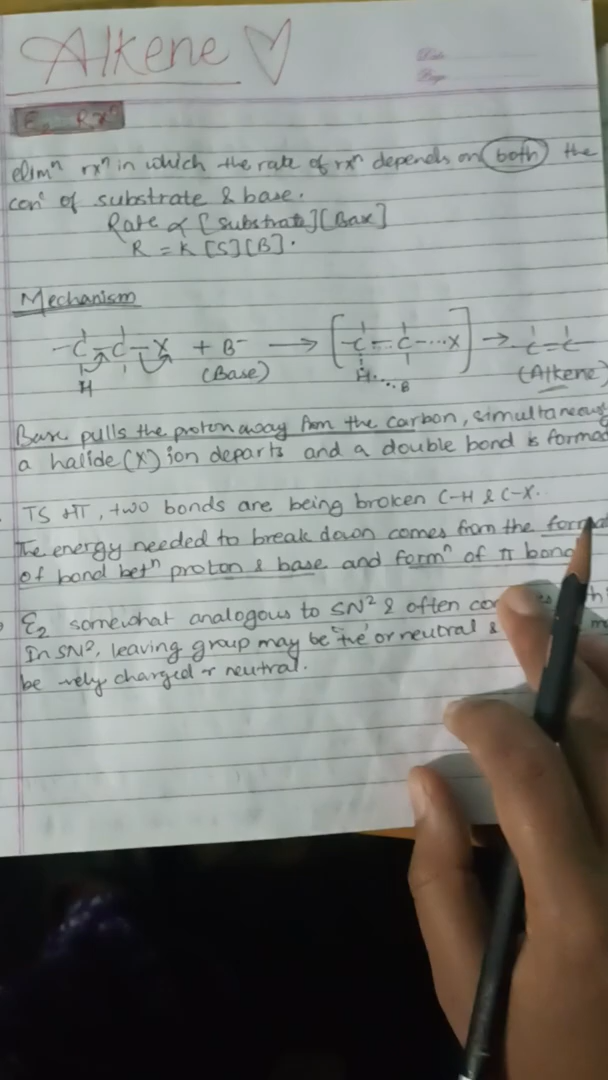 Alkene ♡
Date
Page
E₂ Rxⁿ
elimⁿ rxⁿ in which the rate of rxⁿ depends on both the
conⁿ of substrate & base.
Rate ∝ [Substrate][Base]
R = K [S][B].
Mechanism
-C-C-X + B⁻ → [-C=C-...X] → -C=C-
H (Base) H....B (Alkene)
Base pulls the proton away from the carbon, simultaneous
a halide (X) ion departs and a double bond is formed
TS, two bonds are being broken C-H & C-X.
The energy needed to break down comes from the
of bond betⁿ proton & base and formⁿ of π bond
E₂ somewhat analogous to SN² & often
In SN², leaving group may be +ve or neutral &
be -vely charged or neutral.